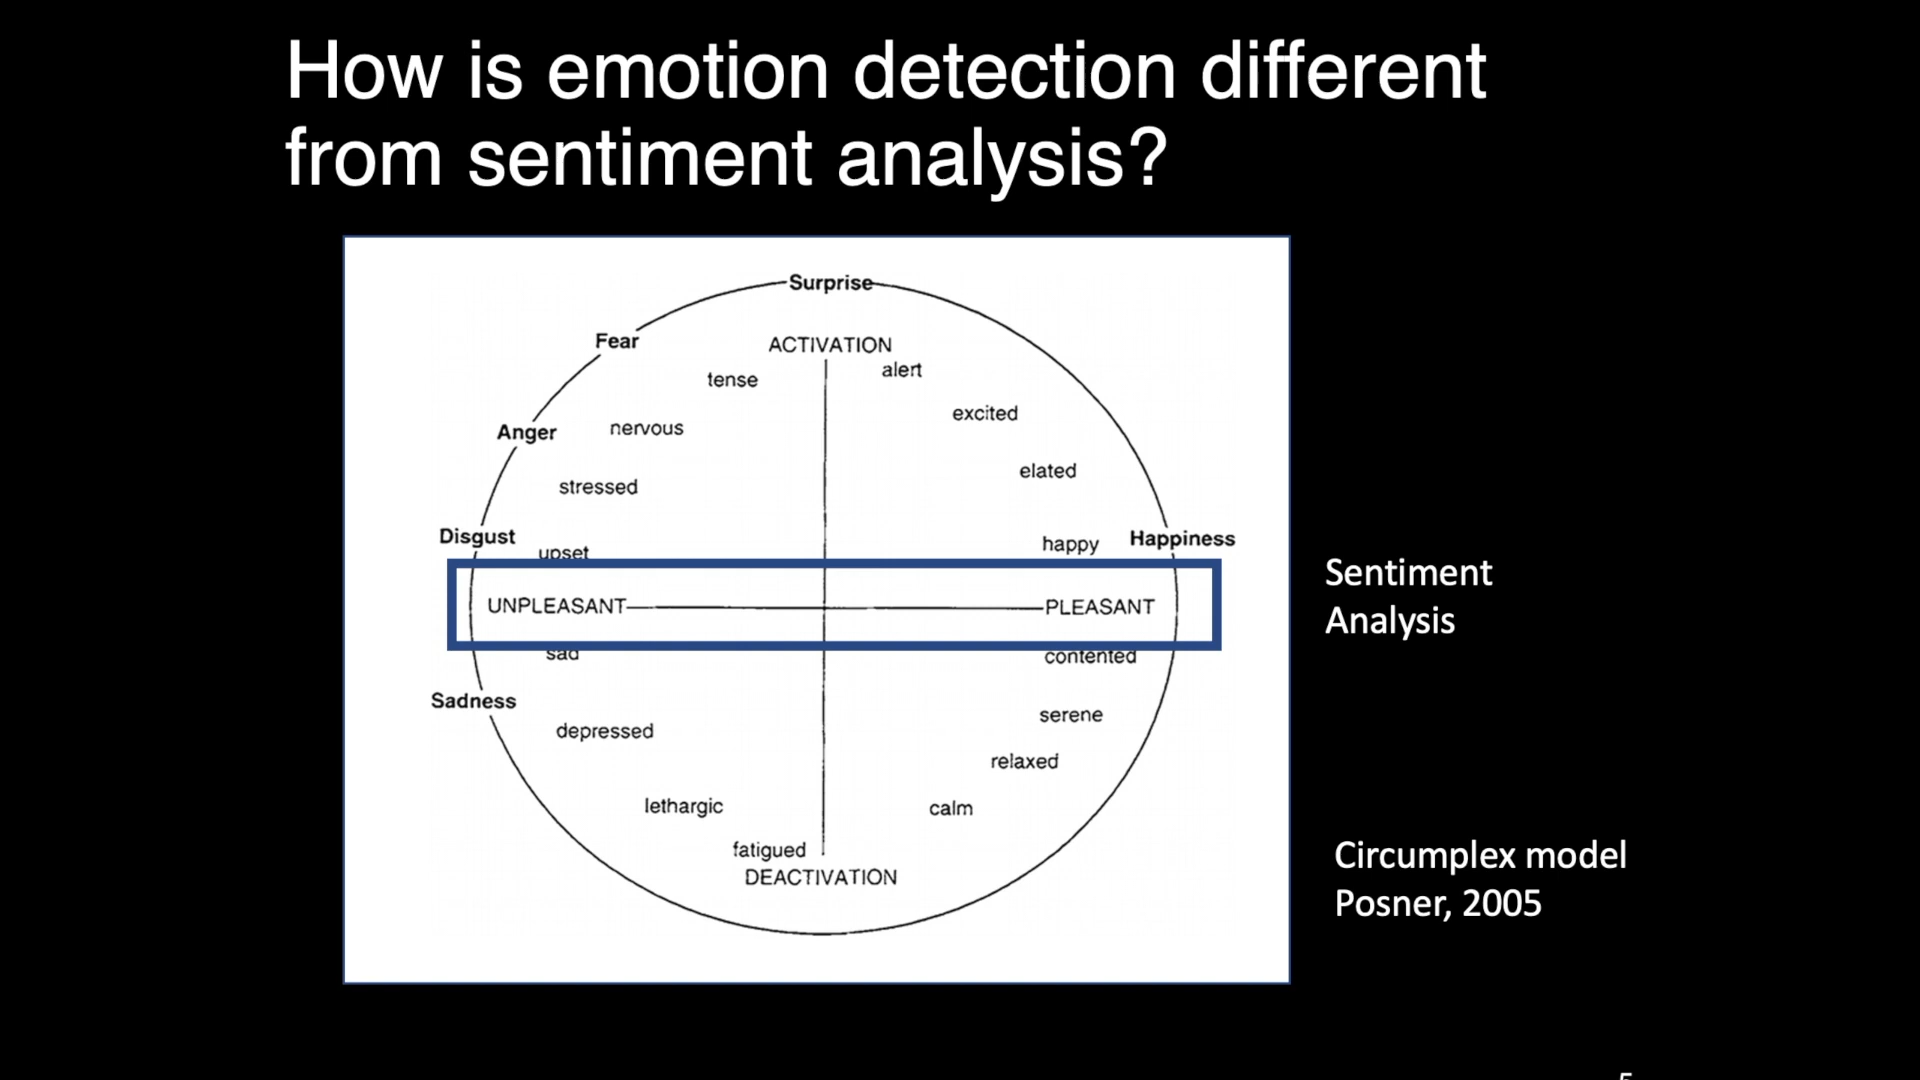 How is emotion detection different
from sentiment analysis?
Surprise
Fear
ACTIVATION
tense
alert
Anger
nervous
excited
stressed
elated
Disgust
upset
happy
Happiness
UNPLEASANT
PLEASANT
Sentiment
Analysis
sad
contented
Sadness
depressed
serene
relaxed
lethargic
calm
fatigued
DEACTIVATION
Circumplex model
Posner, 2005
5